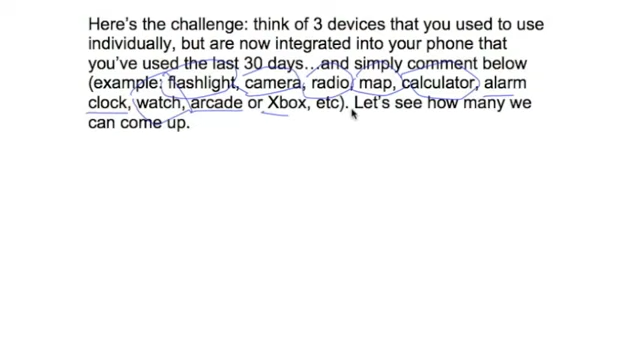 Here's the challenge: think of 3 devices that you used to use
individually, but are now integrated into your phone that
you've used the last 30 days…and simply comment below
(example: flashlight, camera, radio, map, calculator, alarm
clock, watch, arcade or Xbox, etc). Let's see how many we
can come up.